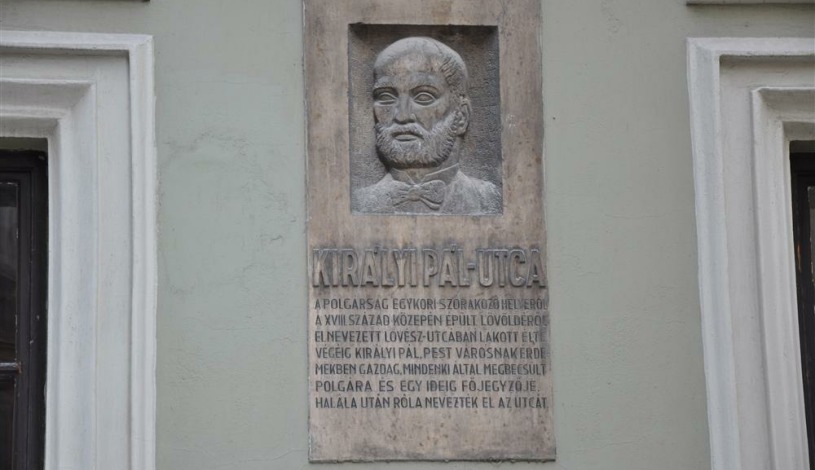 KIRÁLYI PÁL-UTCA
A POLGÁRSÁG EGYKORI SZÓRAKOZÓ HELYÉRŐL
A XVIII. SZÁZAD KÖZEPÉN ÉPÜLT LÖVÖLDÉRŐL
ELNEVEZETT LÖVÉSZ-UTCÁBAN LAKOTT ÉLTE
VÉGÉIG KIRÁLYI PÁL, PEST VÁROSNAK ÉRDE
MEKBEN GAZDAG, MINDENKI ÁLTAL MEGBECSÜLT
POLGÁRA ÉS EGY IDEIG FŐJEGYZŐJE.
HALÁLA UTÁN RÓLA NEVEZTÉK EL AZ UTCÁT.